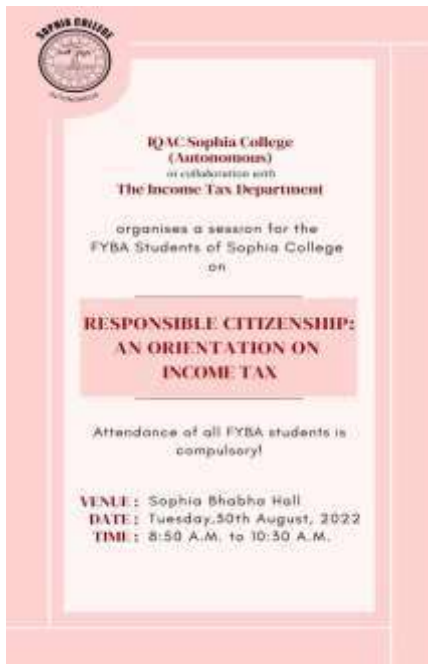 SOPHIA COLLEGE
AUTONOMOUS
IQAC Sophia College
(Autonomous)
in collaboration with
The Income Tax Department
organises a session for the
FYBA Students of Sophia College
on
RESPONSIBLE CITIZENSHIP:
AN ORIENTATION ON
INCOME TAX
Attendance of all FYBA students is
compulsory!
VENUE : Sophia Bhabha Hall
DATE : Tuesday,30th August, 2022
TIME : 8:50 A.M. to 10:30 A.M.